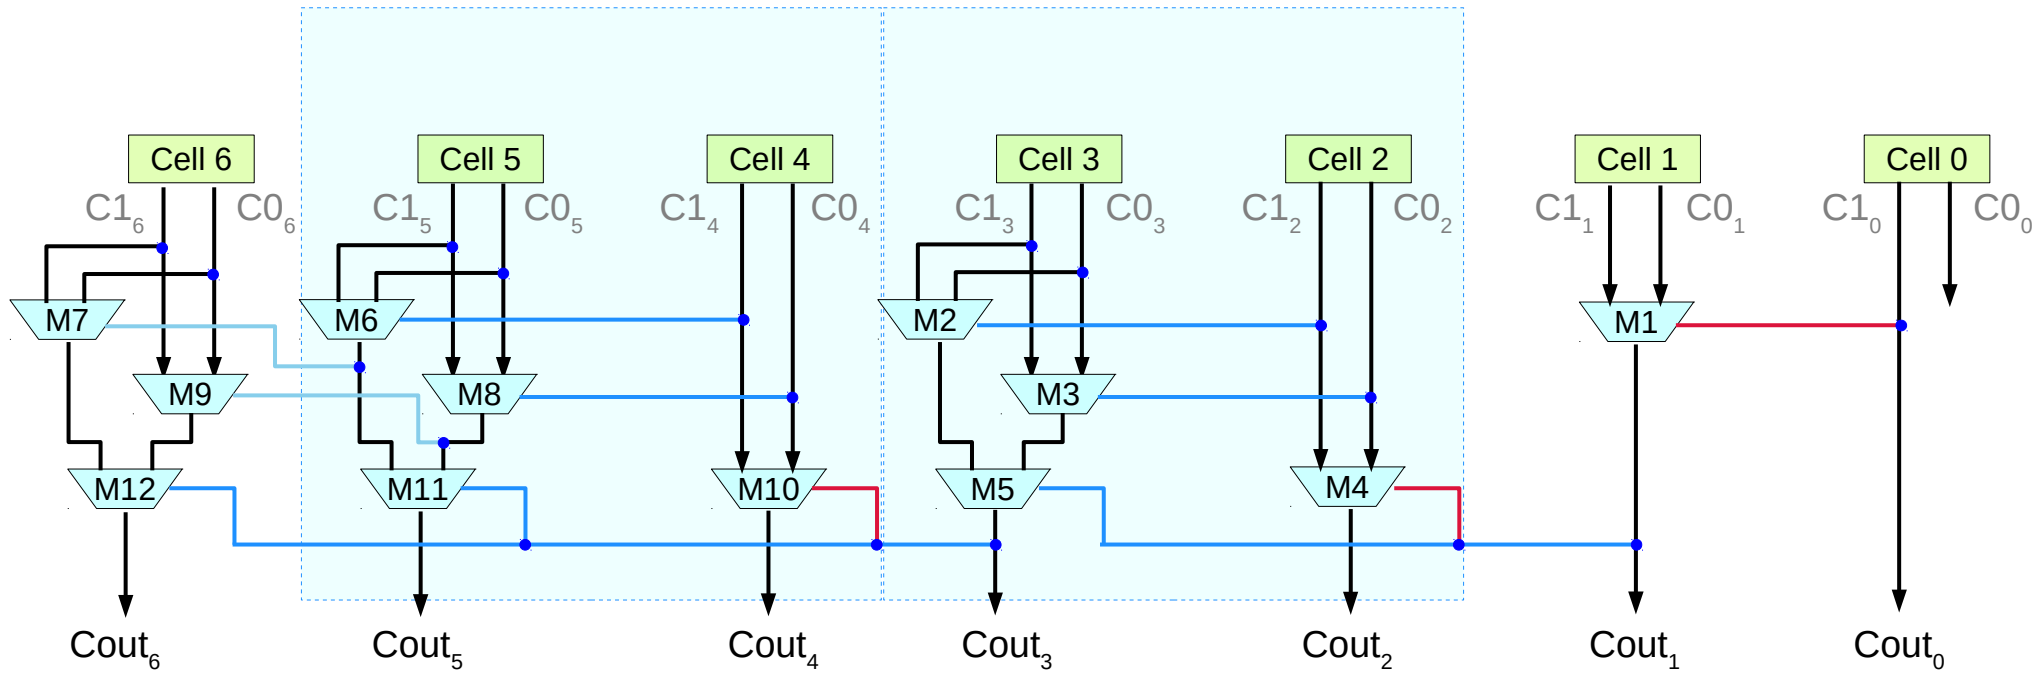 Cell 6 Cell 5 Cell 4 Cell 3 Cell 2 Cell 1 Cell 0
C1₆ C0₆ C1₅ C0₅ C1₄ C0₄ C1₃ C0₃ C1₂ C0₂ C1₁ C0₁ C1₀ C0₀
M7 M6 M2 M1
M9 M8 M3
M12 M11 M10 M5 M4
Cout₆ Cout₅ Cout₄ Cout₃ Cout₂ Cout₁ Cout₀